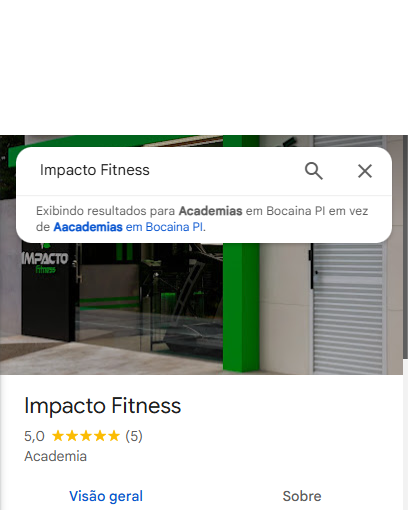 Impacto Fitness
Exibindo resultados para Academias em Bocaina PI em vez
de Aacademias em Bocaina PI.
IMPACTO
Fitness
Impacto Fitness
5,0 (5)
Academia
Visão geral Sobre